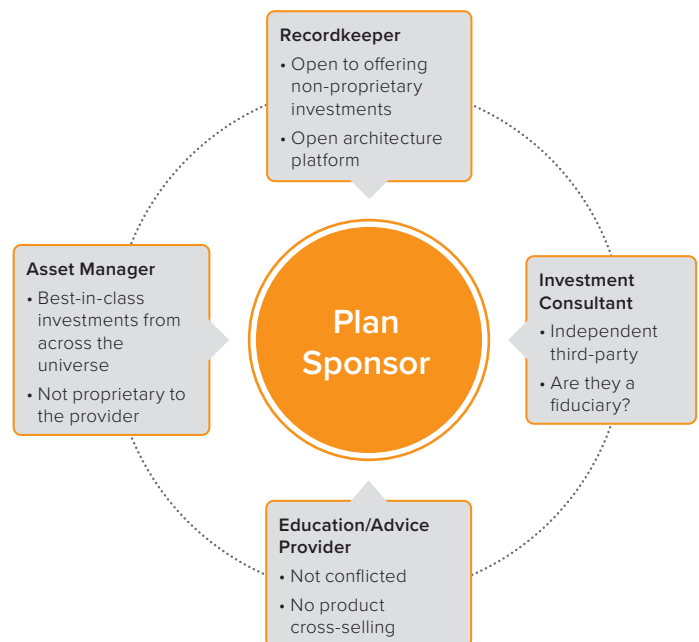 Recordkeeper
• Open to offering
non-proprietary
investments
• Open architecture
platform
Asset Manager
• Best-in-class
investments from
across the
universe
• Not proprietary to
the provider
Plan
Sponsor
Investment
Consultant
• Independent
third-party
• Are they a
fiduciary?
Education/Advice
Provider
• Not conflicted
• No product
cross-selling